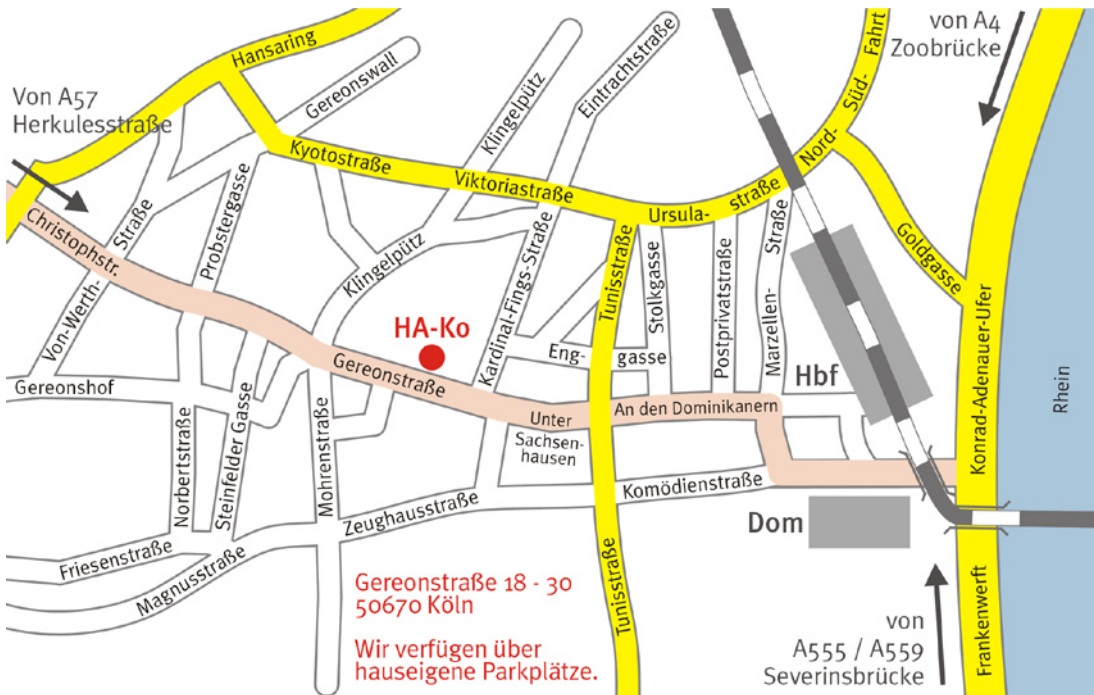 Hansaring
Von A57
Herkulesstraße
Gereonswall
Klingelpütz
Eintrachtstraße
Nord-
Süd-
Fahrt
von A4
Zoobrücke
Kyotostraße
Viktoriastraße
Ursula-
straße
Goldgasse
Christophstr.
Von-Werth-
Straße
Probstergasse
Klingelpütz
Kardinal-Fings-Straße
Tunisstraße
Stolkgasse
Postprivatstraße
Marzellen-
Straße
Konrad-Adenauer-Ufer
Rhein
HA-Ko
Gereonstraße
Eng-
gasse
Hbf
Gereonshof
Unter
Sachsen-
hausen
An den Dominikanern
Norbertstraße
Steinfelder Gasse
Mohrenstraße
Zeughausstraße
Komödienstraße
Dom
Friesenstraße
Magnusstraße
Tunisstraße
Frankenwerft
Gereonstraße 18 - 30
50670 Köln
Wir verfügen über
hauseigene Parkplätze.
von
A555 / A559
Severinsbrücke